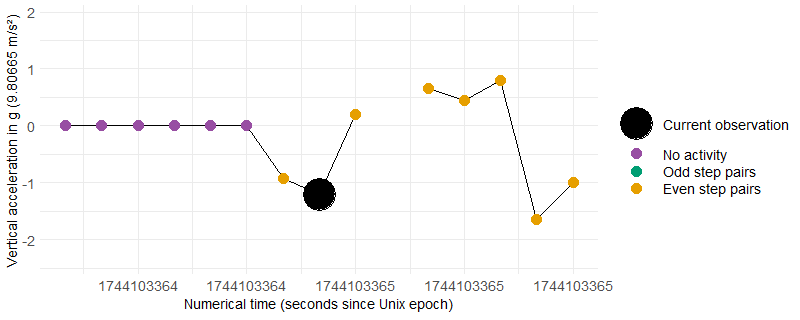 Vertical acceleration in g (9.80665 m/s²)
2
1
0
-1
-2
1744103364 1744103364 1744103365 1744103365 1744103365
Numerical time (seconds since Unix epoch)
Current observation
No activity
Odd step pairs
Even step pairs